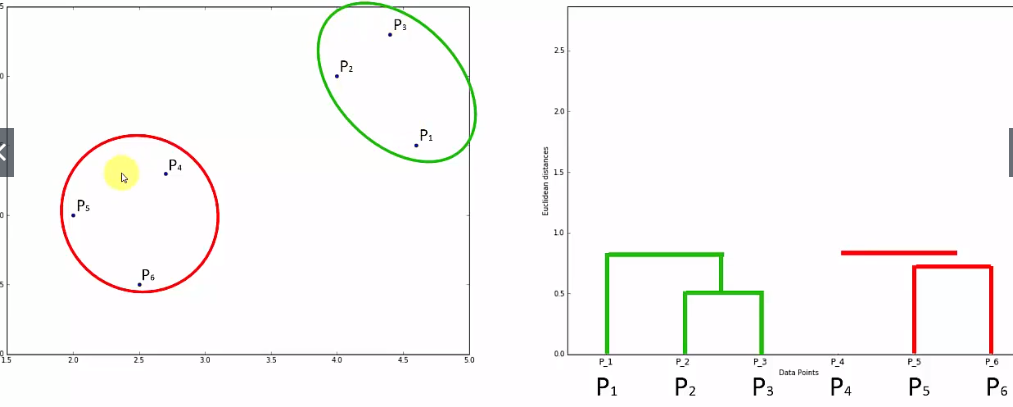 P3
P2
P1
P4
P5
P6
1.5 2.0 2.5 3.0 3.5 4.0 4.5 5.0
2.5
2.0
1.5
1.0
0.5
0.0
Euclidean distances
P_1 P_2 P_3 P_4 P_5 P_6
Data Points
P1 P2 P3 P4 P5 P6